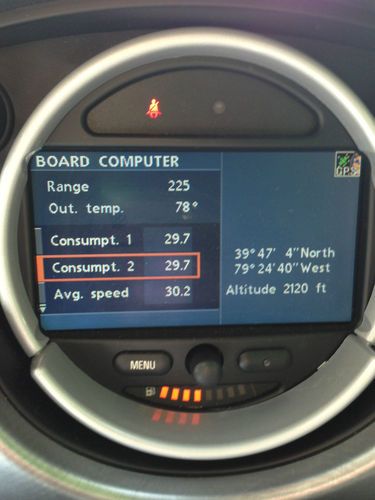 BOARD COMPUTER
GPS
Range 225
Out. temp. 78°
Consumpt. 1 29.7
Consumpt. 2 29.7
Avg. speed 30.2
39°47' 4"North
79°24'40"West
Altitude 2120 ft
MENU